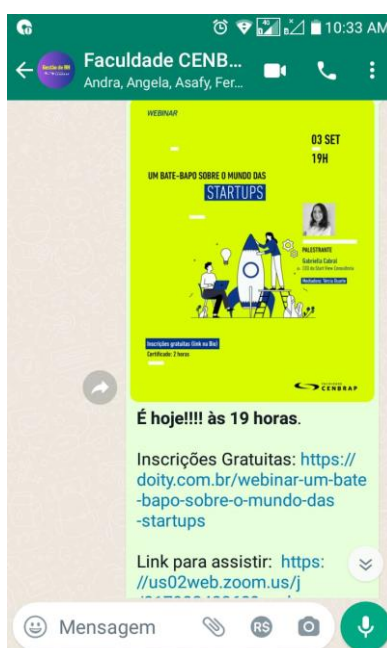 10:33 AM
Faculdade CENB...
Andra, Angela, Asafy, Fer...
WEBINAR
03 SET
19H
UM BATE-BAPO SOBRE O MUNDO DAS
STARTUPS
PALESTRANTE
Gabriella Cabral
Inscrições gratuitas (link na Bio)
Certificado: 2 horas
CENBRAP
É hoje!!!! às 19 horas.
Inscrições Gratuitas: https://
doity.com.br/webinar-um-bate
-bapo-sobre-o-mundo-das
-startups
Link para assistir: https:
//us02web.zoom.us/j
Mensagem
R$